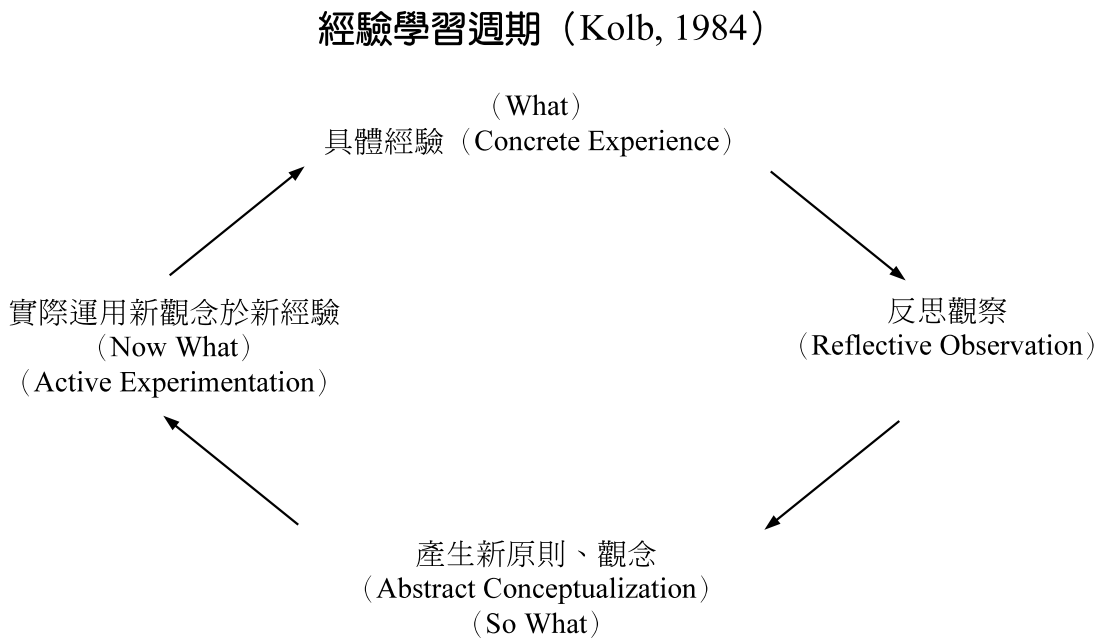 經驗學習週期（Kolb, 1984）
（What）
具體經驗（Concrete Experience）
反思觀察
（Reflective Observation）
產生新原則、觀念
（Abstract Conceptualization）
（So What）
實際運用新觀念於新經驗
（Now What）
（Active Experimentation）